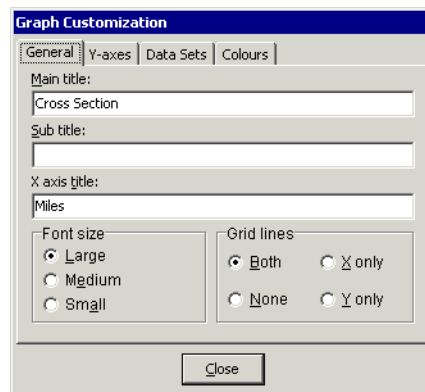 Graph Customization
General Y-axes Data Sets Colours
Main title:
Cross Section
Sub title:
X axis title:
Miles
Font size
Large
Medium
Small
Grid lines
Both X only
None Y only
Close